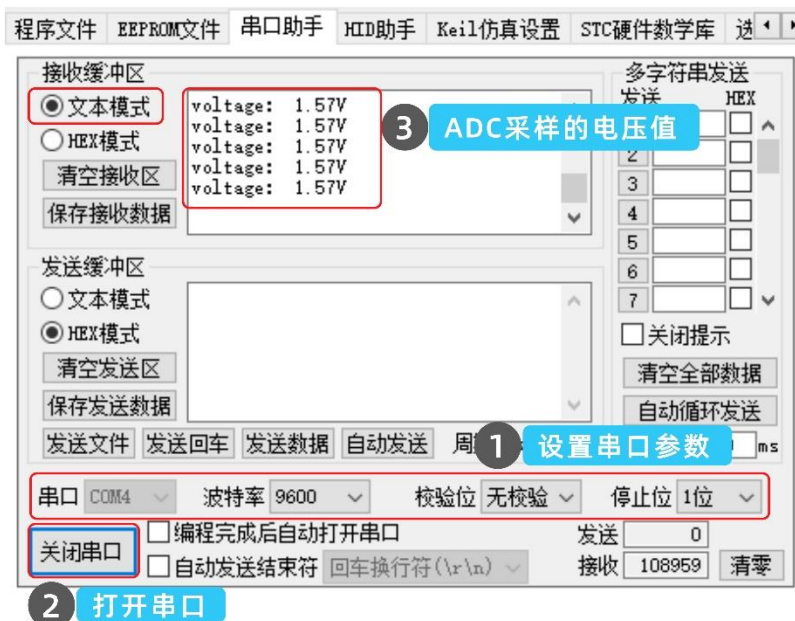 程序文件 EEPROM文件 串口助手 HID助手 Keil仿真设置 STC硬件数学库 选
接收缓冲区
文本模式
HEX模式
清空接收区
保存接收数据
voltage: 1.57V
voltage: 1.57V
voltage: 1.57V
voltage: 1.57V
voltage: 1.57V
3 ADC采样的电压值
多字符串发送
发送 HEX
2
3
4
5
6
7
关闭提示
清空全部数据
自动循环发送
ms
发送缓冲区
文本模式
HEX模式
清空发送区
保存发送数据
发送文件 发送回车 发送数据 自动发送 周
1 设置串口参数
串口 COM4 波特率 9600 校验位 无校验 停止位 1位
关闭串口
编程完成后自动打开串口
自动发送结束符 回车换行符(\r\n)
发送 0
接收 108959 清零
2 打开串口